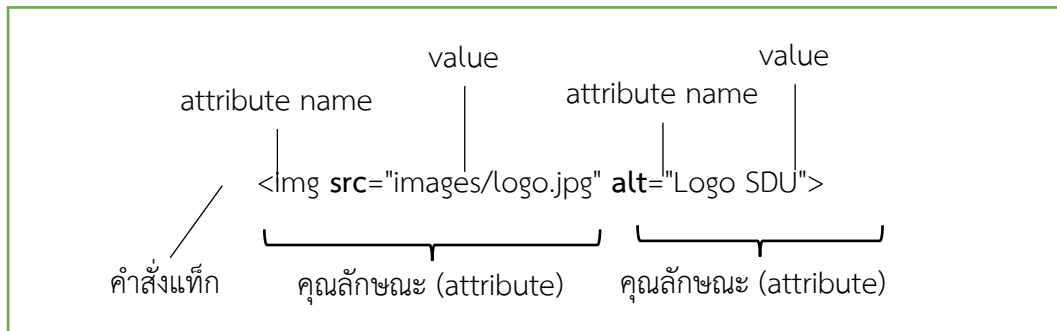 value value
attribute name attribute name
<img src="images/logo.jpg" alt="Logo SDU">
คำสั่งแท็ก คุณลักษณะ (attribute) คุณลักษณะ (attribute)